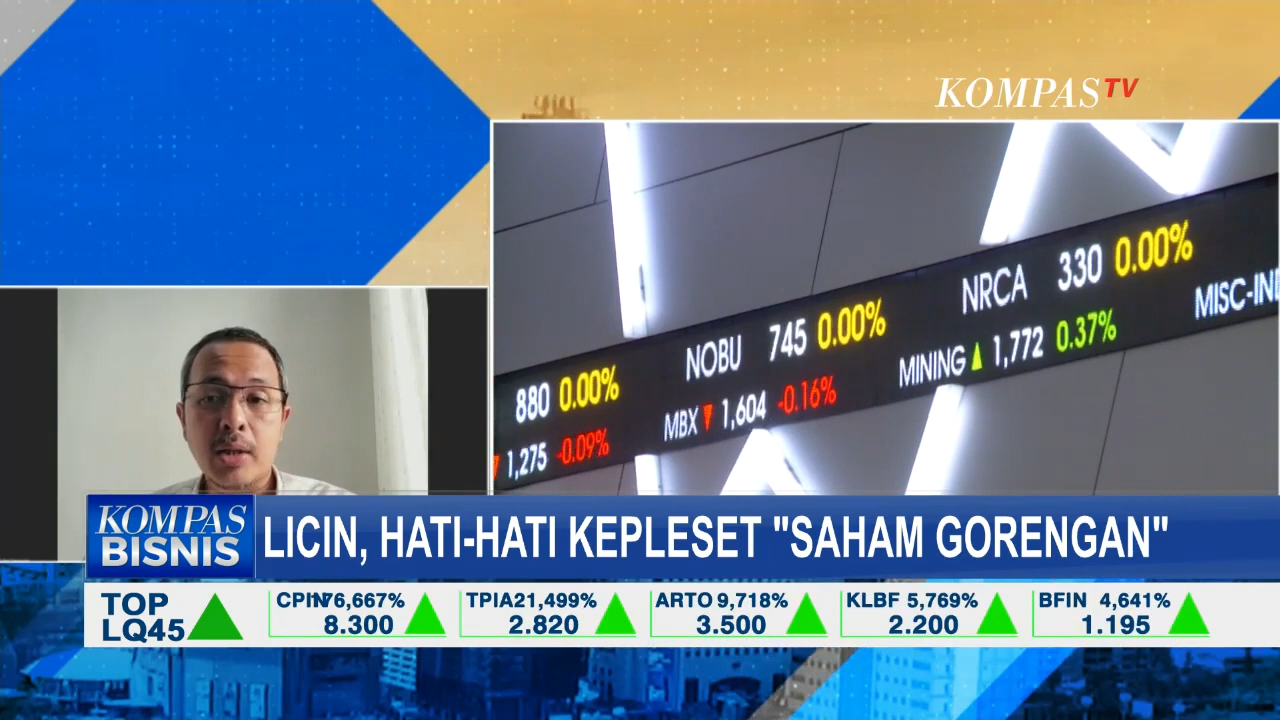 KOMPAS TV
NRCA 330 0.00%
NOBU 745 0.00%
880 0.00%
MISC-IN
MINING ▲ 1,772 0.37%
MBX ▼ 1,604 -0.16%
▼ 1,275 -0.09%
KOMPAS
BISNIS
LICIN, HATI-HATI KEPLESET "SAHAM GORENGAN"
TOP
LQ45
CPIN 76,667%
8.300
TPIA 21,499%
2.820
ARTO 9,718%
3.500
KLBF 5,769%
2.200
BFIN 4,641%
1.195